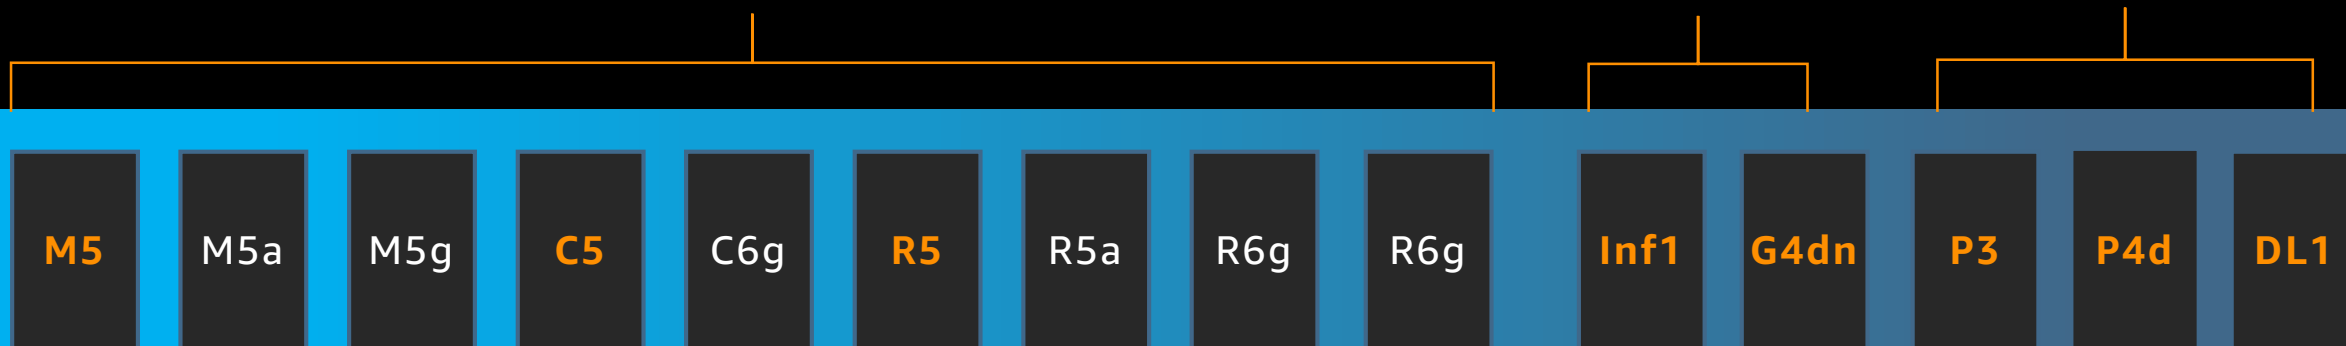 M5 M5a M5g C5 C6g R5 R5a R6g R6g Inf1 G4dn P3 P4d DL1